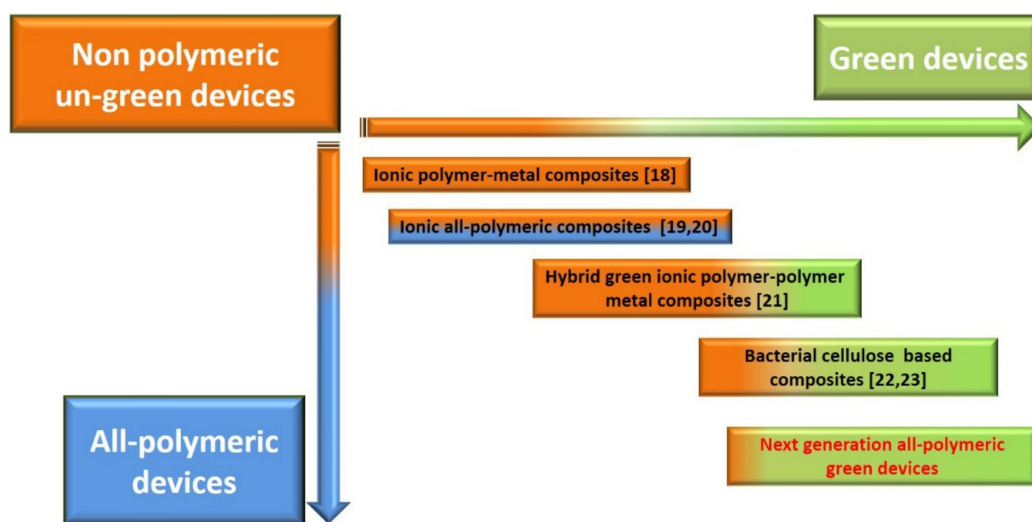 Non polymeric
un-green devices
Green devices
Ionic polymer-metal composites [18]
Ionic all-polymeric composites [19,20]
Hybrid green ionic polymer-polymer
metal composites [21]
Bacterial cellulose based
composites [22,23]
All-polymeric
devices
Next generation all-polymeric
green devices